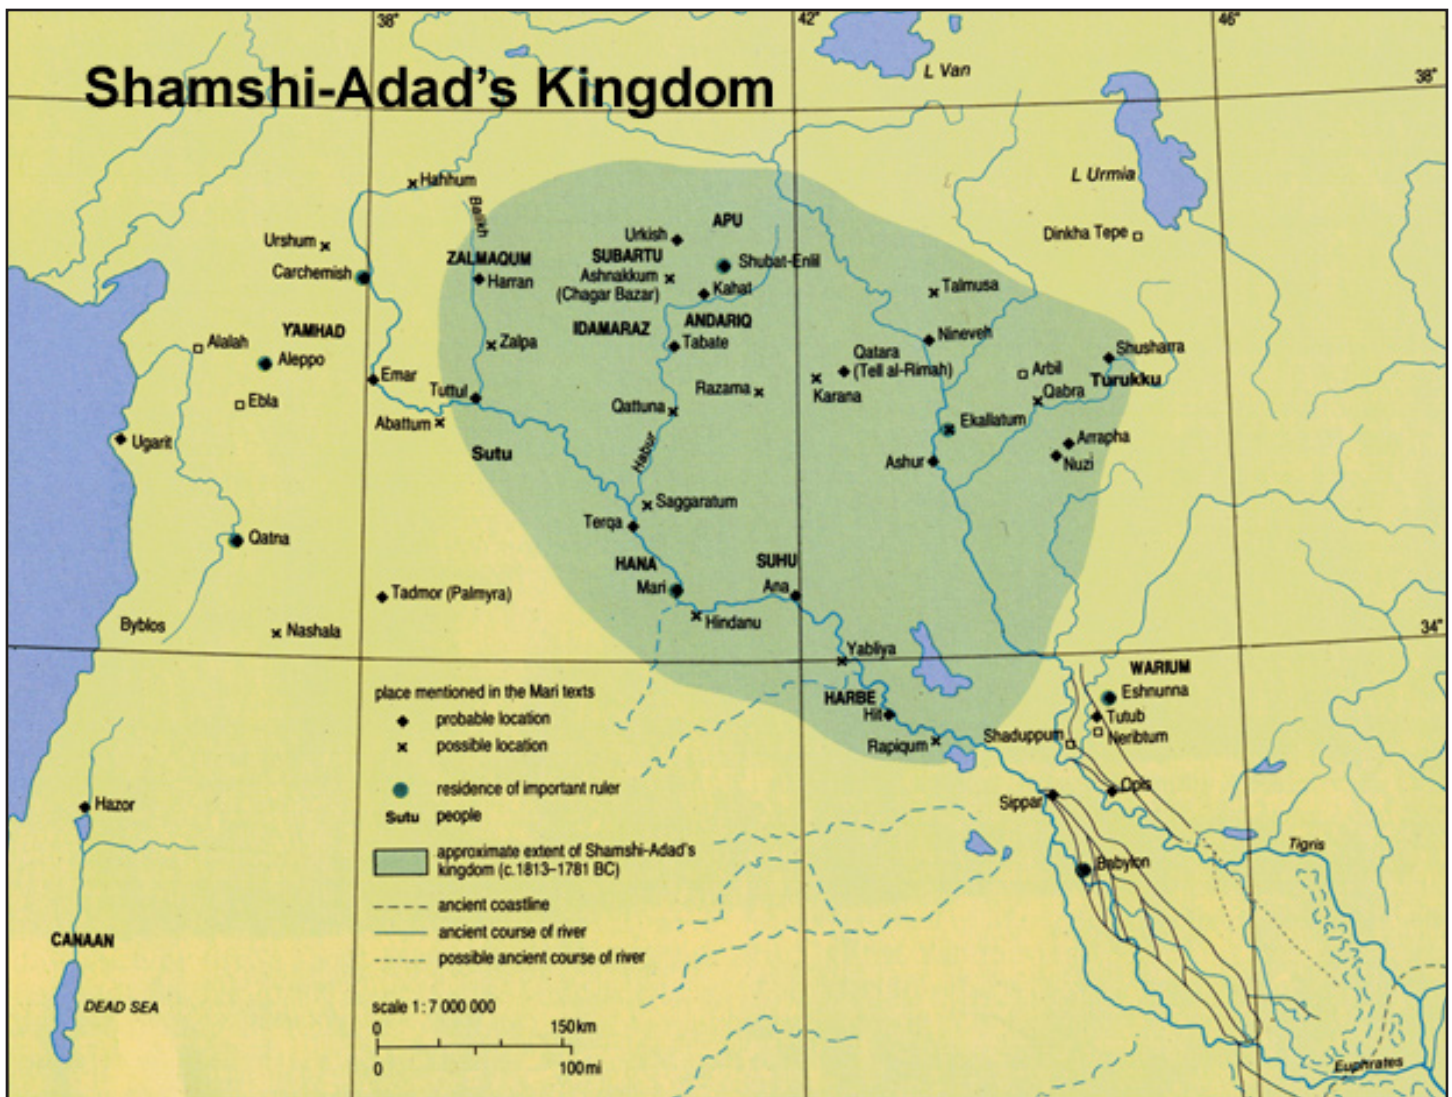 38°
42°
46°
Shamshi-Adad's Kingdom
L Van
38°
L Urmia
Hahhum
Balikh
APU
Urkish
Urshum
Dinkha Tepe
ZALMAQUM
SUBARTU
Shubat-Enlil
Carchemish
Harran
Ashnakkum
(Chagar Bazar)
Kahat
Talmusa
YAMHAD
IDAMARAZ
ANDARIQ
Nineveh
Alalah
Zalpa
Tabate
Shusharra
Aleppo
Qatara
(Tell al-Rimah)
Arbil
Turukku
Emar
Tuttul
Razama
Karana
Qabra
Ebla
Abattum
Qattuna
Ekallatum
Ugarit
Sutu
Habur
Ashur
Arrapha
Nuzi
Saggaratum
Terqa
Qatna
HANA
SUHU
Mari
Ana
Tadmor (Palmyra)
Hindanu
Byblos
Nashala
34°
Yabliya
WARIUM
place mentioned in the Mari texts
HARBE
Eshnunna
probable location
Hit
Tutub
possible location
Rapiqum
Shaduppum
Neribtum
residence of important ruler
Opis
Hazor
Sutu people
Sippar
approximate extent of Shamshi-Adad's
kingdom (c.1813–1781 BC)
Tigris
Babylon
ancient coastline
ancient course of river
CANAAN
possible ancient course of river
DEAD SEA
scale 1:7 000 000
0 150km
0 100mi
Euphrates